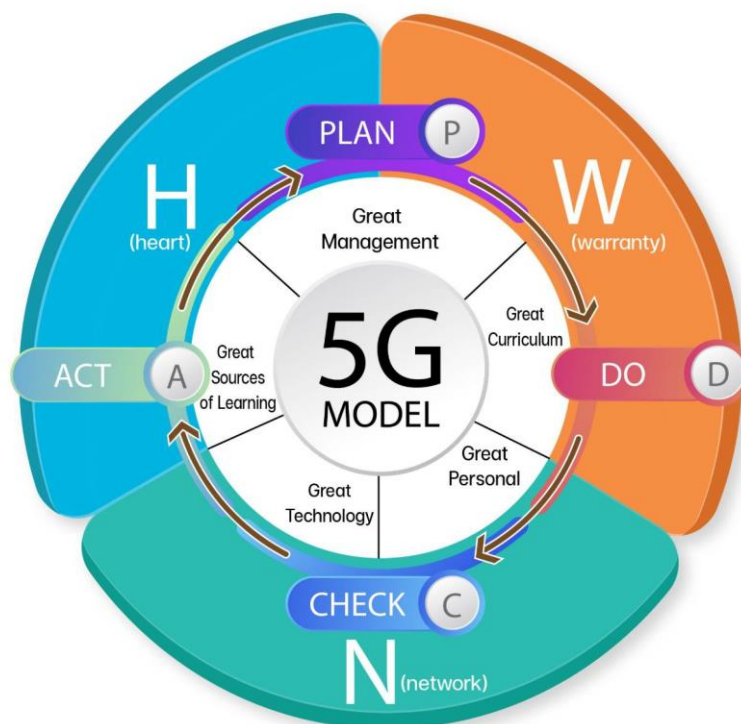 PLAN P
H
(heart)
W
(warranty)
Great
Management
Great
Curriculum
5G
MODEL
Great
Sources
of Learning
ACT A
DO D
Great
Personal
Great
Technology
CHECK C
N (network)